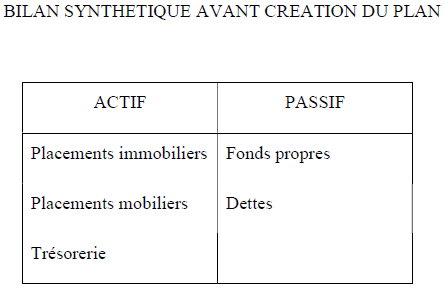 BILAN SYNTHETIQUE AVANT CREATION DU PLAN
ACTIF PASSIF
Placements immobiliers Fonds propres
Placements mobiliers Dettes
Trésorerie